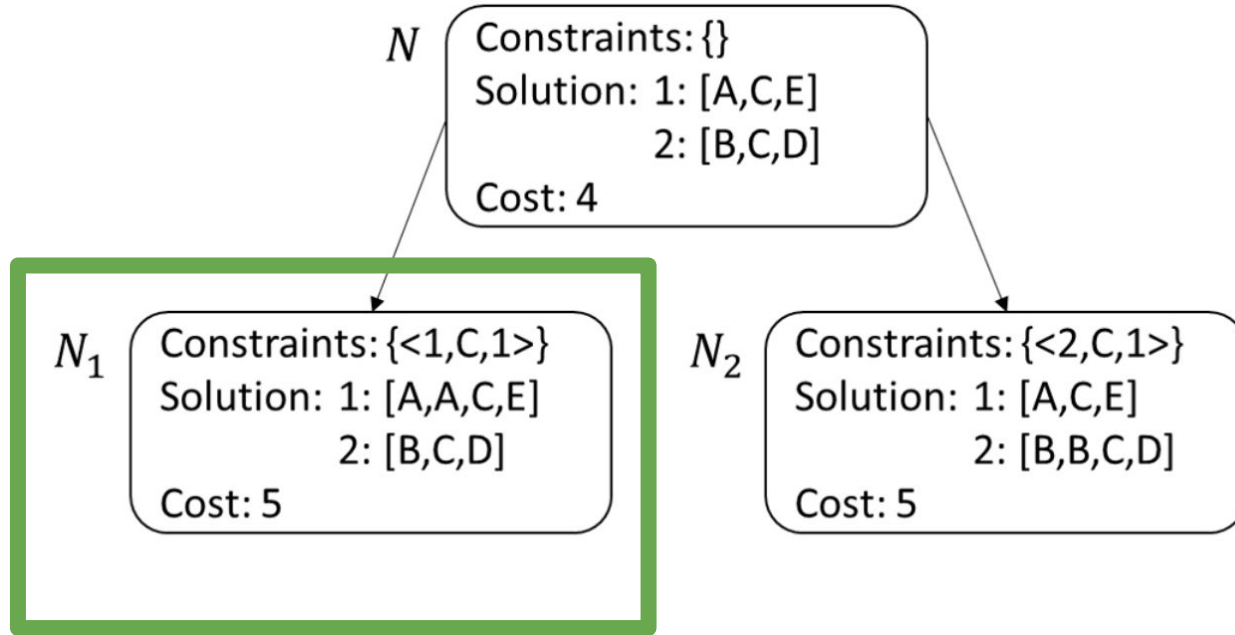 N
Constraints: {}
Solution: 1: [A,C,E]
2: [B,C,D]
Cost: 4
N₁
Constraints: {<1,C,1>}
Solution: 1: [A,A,C,E]
2: [B,C,D]
Cost: 5
N₂
Constraints: {<2,C,1>}
Solution: 1: [A,C,E]
2: [B,B,C,D]
Cost: 5